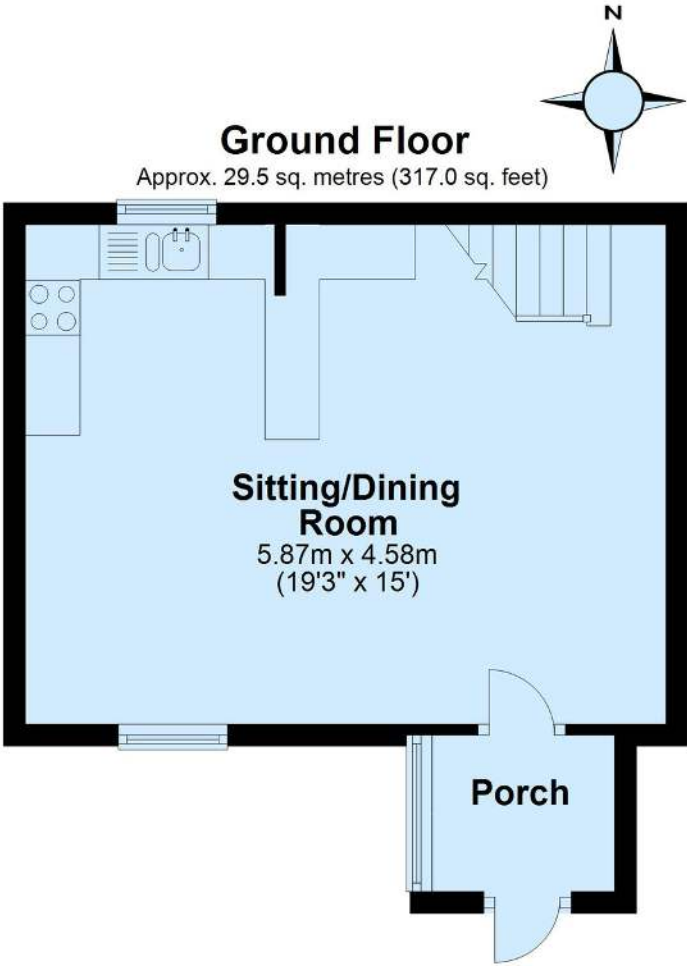 N
Ground Floor
Approx. 29.5 sq. metres (317.0 sq. feet)
Sitting/Dining
Room
5.87m x 4.58m
(19'3" x 15')
Porch